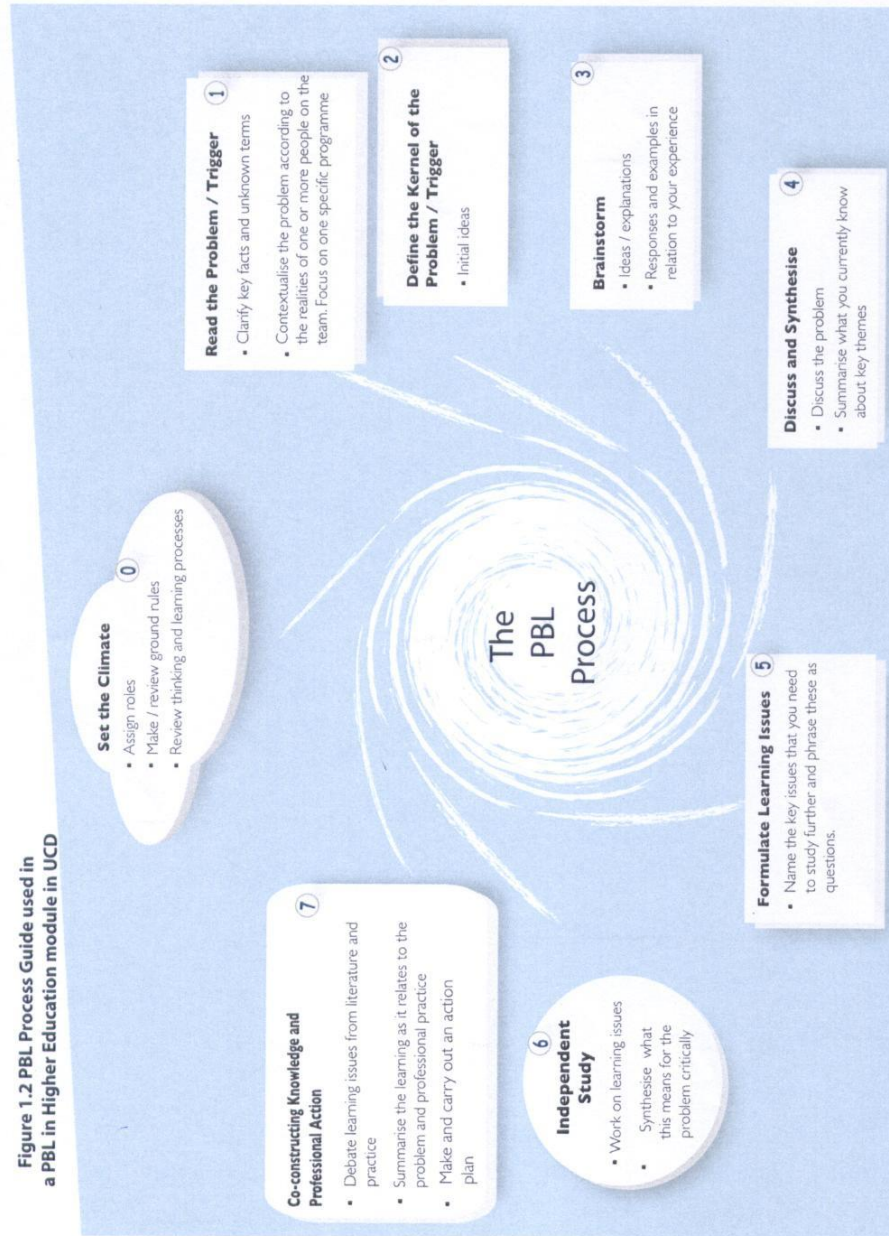 Figure 1.2 PBL Process Guide used in
a PBL in Higher Education module in UCD
Set the Climate
0
• Assign roles
• Make / review ground rules
• Review thinking and learning processes
Read the Problem / Trigger
1
• Clarify key facts and unknown terms
• Contextualise the problem according to
the realities of one or more people on the
team. Focus on one specific programme
2
Define the Kernel of the
Problem / Trigger
• Initial ideas
3
Brainstorm
• Ideas / explanations
• Responses and examples in
relation to your experience
4
Discuss and Synthesise
• Discuss the problem
• Summarise what you currently know
about key themes
Formulate Learning Issues
5
• Name the key issues that you need
to study further and phrase these as
questions.
6
Independent
Study
• Work on learning issues
• Synthesise what
this means for the
problem critically
7
Co-constructing Knowledge and
Professional Action
• Debate learning issues from literature and
practice
• Summarise the learning as it relates to the
problem and professional practice
• Make and carry out an action
plan
The
PBL
Process